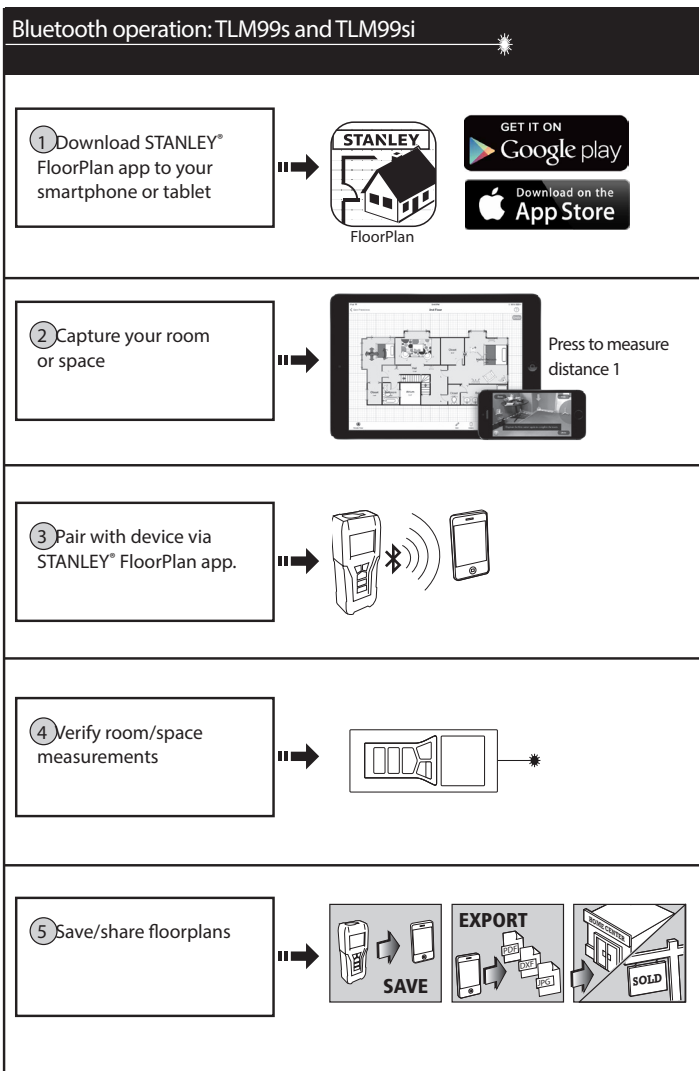 Bluetooth operation: TLM99s and TLM99si
1 Download STANLEY®
FloorPlan app to your
smartphone or tablet
STANLEY
FloorPlan
GET IT ON
Google play
Download on the
App Store
2 Capture your room
or space
Press to measure
distance 1
3 Pair with device via
STANLEY® FloorPlan app.
4 Verify room/space
measurements
5 Save/share floorplans
SAVE
EXPORT
PDF
DXF
JPG
HOME CENTER
SOLD